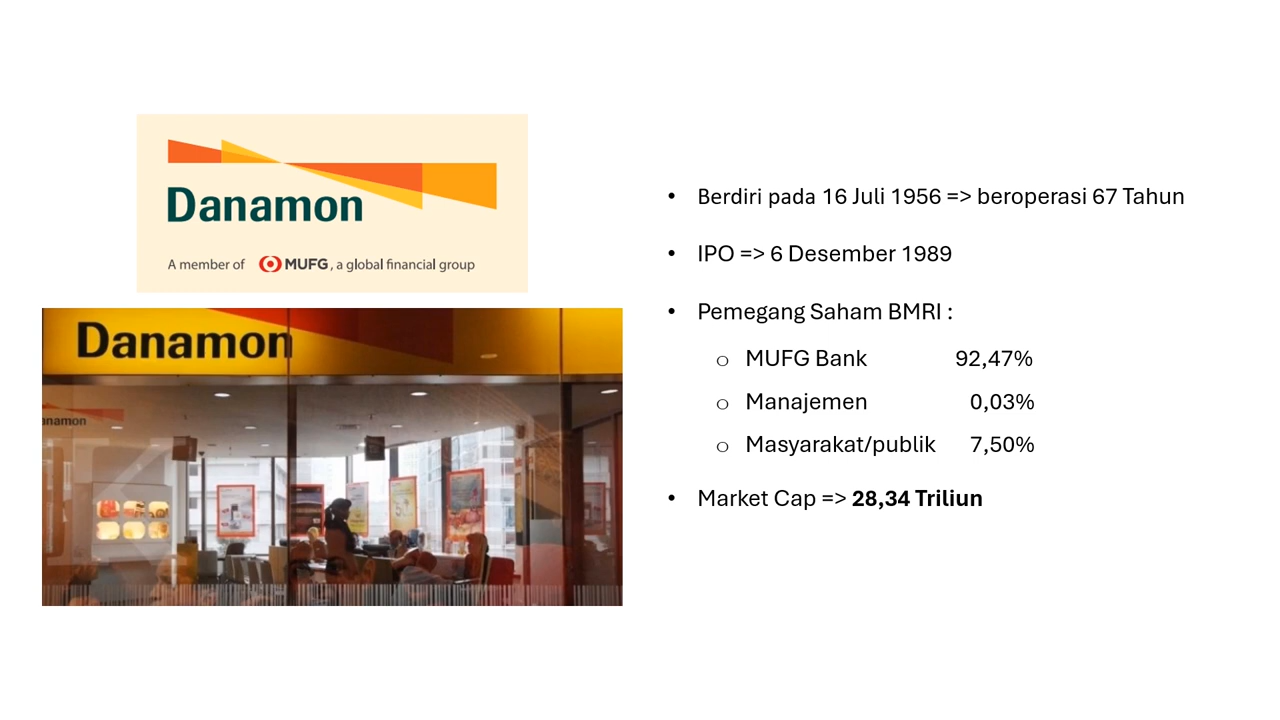 Danamon
A member of MUFG, a global financial group
Danamon
anamon
• Berdiri pada 16 Juli 1956 => beroperasi 67 Tahun
• IPO => 6 Desember 1989
• Pemegang Saham BMRI :
o MUFG Bank 92,47%
o Manajemen 0,03%
o Masyarakat/publik 7,50%
• Market Cap => 28,34 Triliun